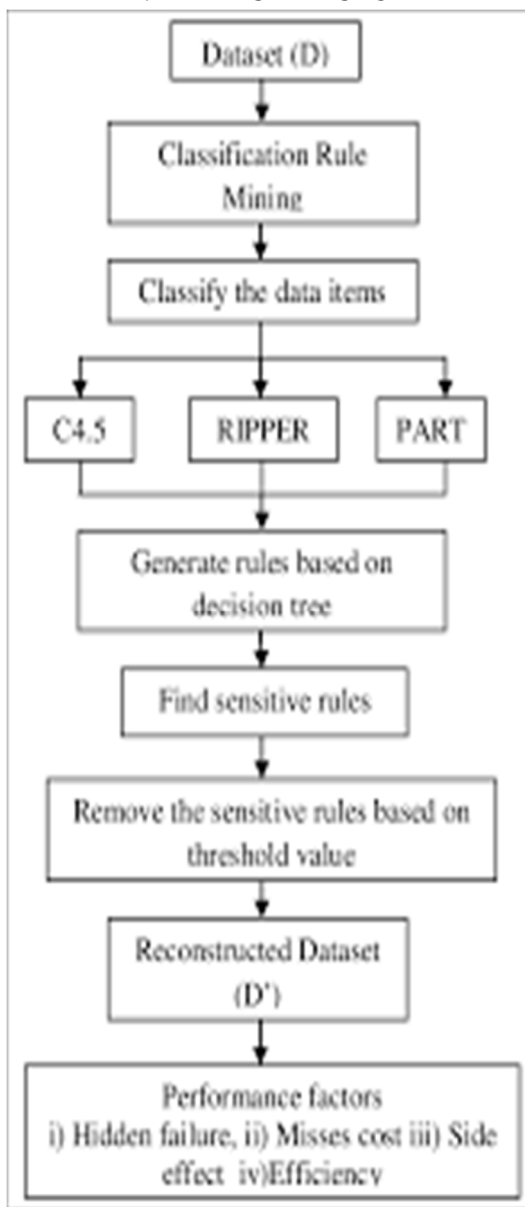 Dataset (D)
Classification Rule
Mining
Classify the data items
C4.5
RIPPER
PART
Generate rules based on
decision tree
Find sensitive rules
Remove the sensitive rules based on
threshold value
Reconstructed Dataset
(D’)
Performance factors
i) Hidden failure, ii) Misses cost iii) Side
effect iv)Efficiency